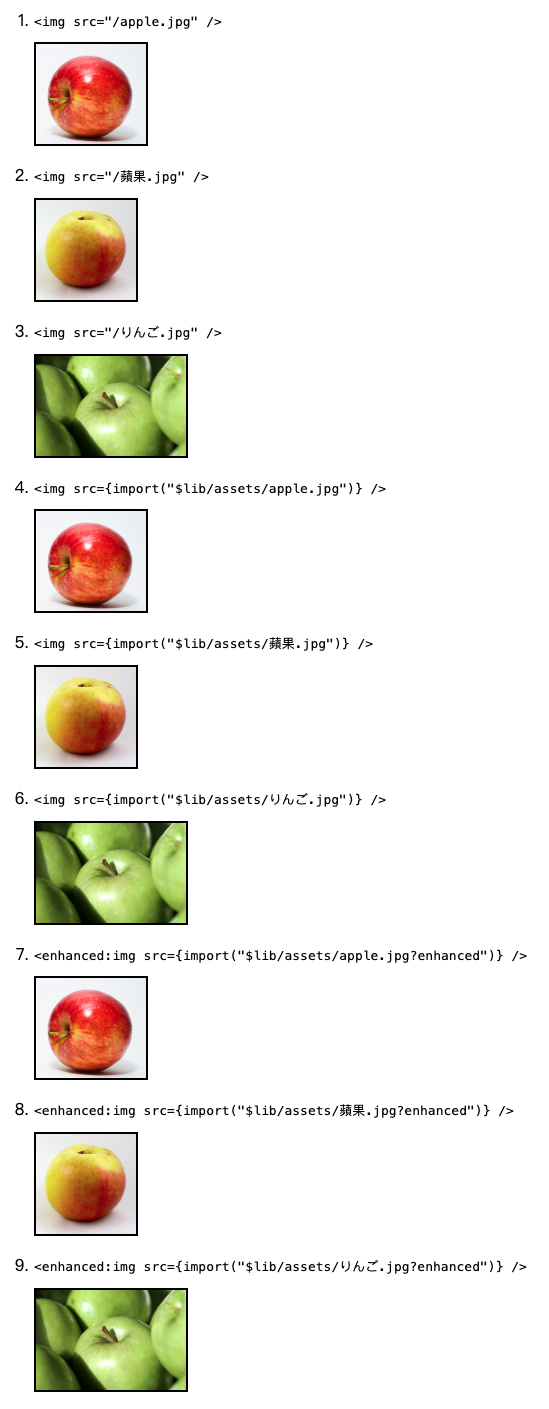 1. <img src="/apple.jpg" />
2. <img src="/蘋果.jpg" />
3. <img src="/りんご.jpg" />
4. <img src={import("$lib/assets/apple.jpg")} />
5. <img src={import("$lib/assets/蘋果.jpg")} />
6. <img src={import("$lib/assets/りんご.jpg")} />
7. <enhanced:img src={import("$lib/assets/apple.jpg?enhanced")} />
8. <enhanced:img src={import("$lib/assets/蘋果.jpg?enhanced")} />
9. <enhanced:img src={import("$lib/assets/りんご.jpg?enhanced")} />